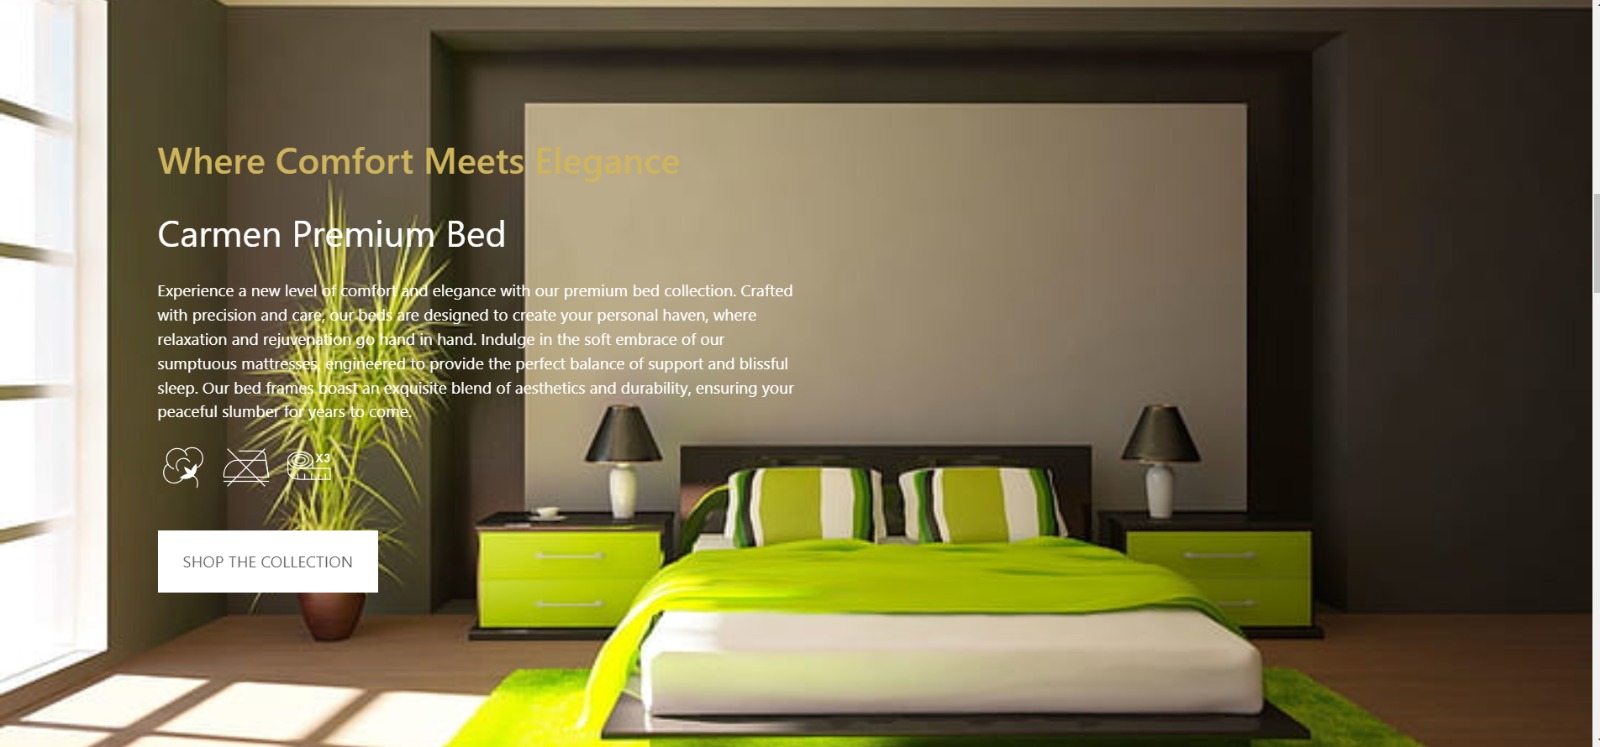 Where Comfort Meets Elegance
Carmen Premium Bed
Experience a new level of comfort and elegance with our premium bed collection. Crafted
with precision and care, our beds are designed to create your personal haven, where
relaxation and rejuvenation go hand in hand. Indulge in the soft embrace of our
sumptuous mattresses, engineered to provide the perfect balance of support and blissful
sleep. Our bed frames boast an exquisite blend of aesthetics and durability, ensuring your
peaceful slumber for years to come.
X3
SHOP THE COLLECTION